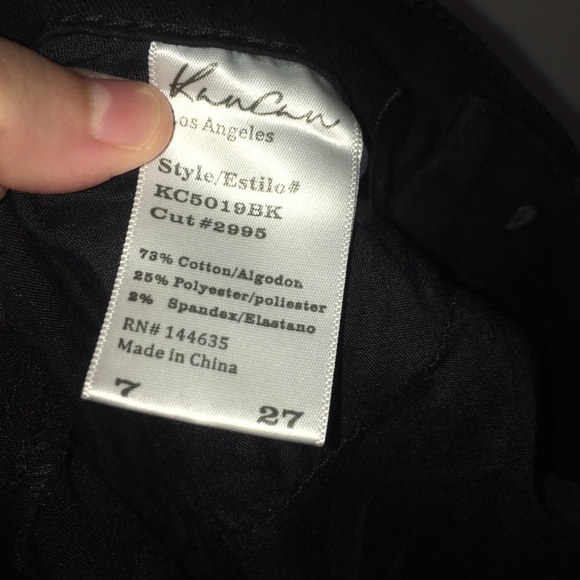 KanCan
Los Angeles
Style/Estilo#
KC5019BK
Cut #2995
73% Cotton/Algodon
25% Polyester/poliester
2% Spandex/Elastano
RN# 144635
Made in China
7 27